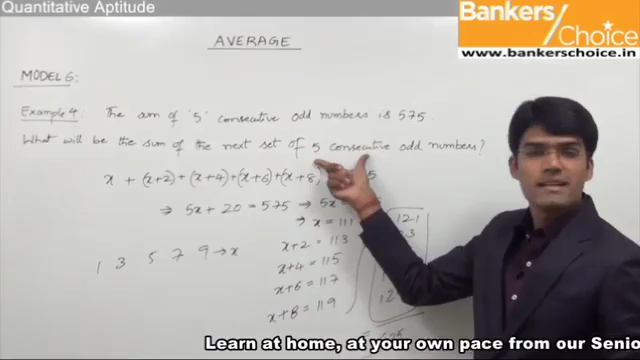 Quantitative Aptitude
Bankers/Choice
www.bankerschoice.in
AVERAGE
MODEL 6:
Example 4 The sum of '5' consecutive odd numbers is 575.
What will be the sum of the next set of 5 consecutive odd numbers?
x + (x+2) + (x+4) + (x+6) + (x+8) 5
⇒ 5x + 20 = 575 ⇒ 5x =
⇒ x = 111
x+2 = 113
x+4 = 115
x+6 = 117
x+8 = 119
1 3 5 7 9 → x
121
Learn at home, at your own pace from our Senio